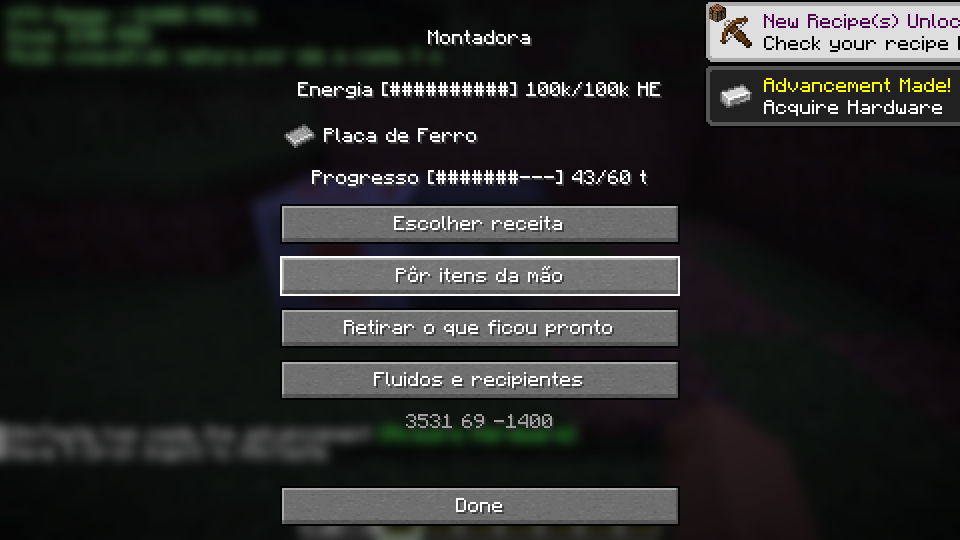 Montadora
Energia [##########] 100k/100k HE
Placa de Ferro
Progresso [#######---] 43/60 t
Escolher receita
Pôr itens da mão
Retirar o que ficou pronto
Fluidos e recipientes
3531 69 -1400
Done
New Recipe(s) Unloc
Check your recipe
Advancement Made!
Acquire Hardware